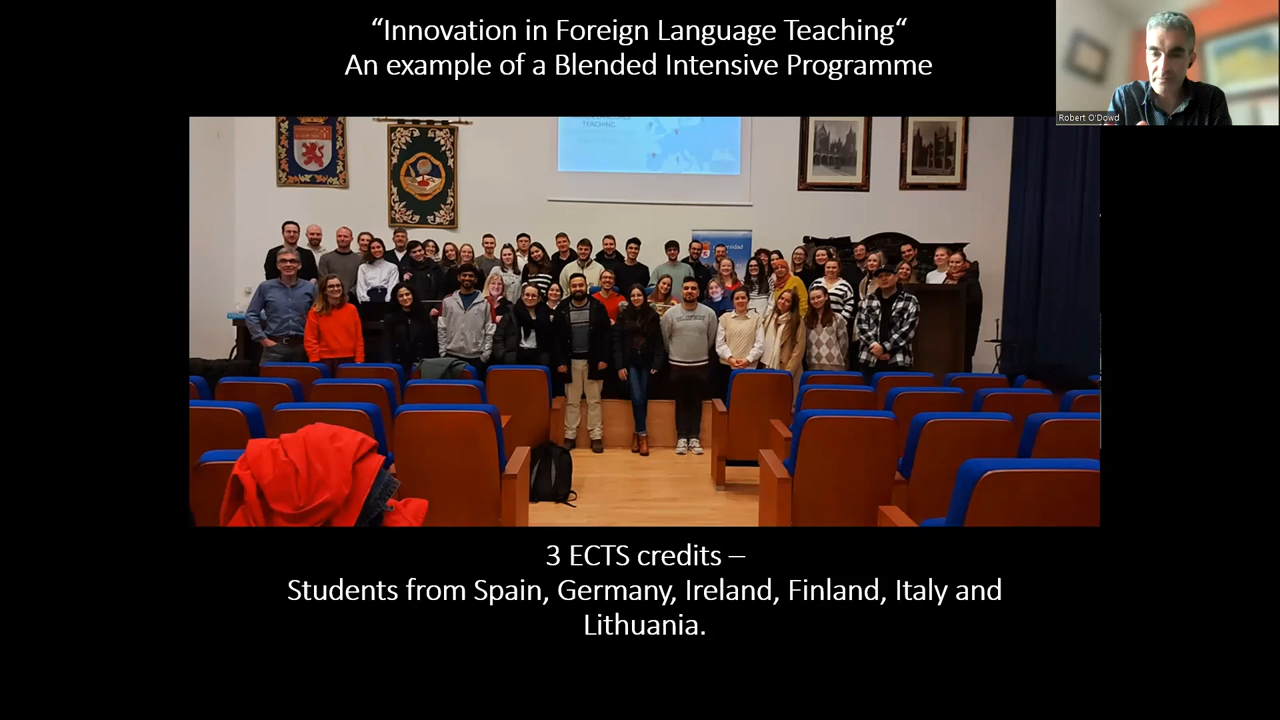 “Innovation in Foreign Language Teaching“
An example of a Blended Intensive Programme
Robert O'Dowd
TEACHING
3 ECTS credits –
Students from Spain, Germany, Ireland, Finland, Italy and
Lithuania.